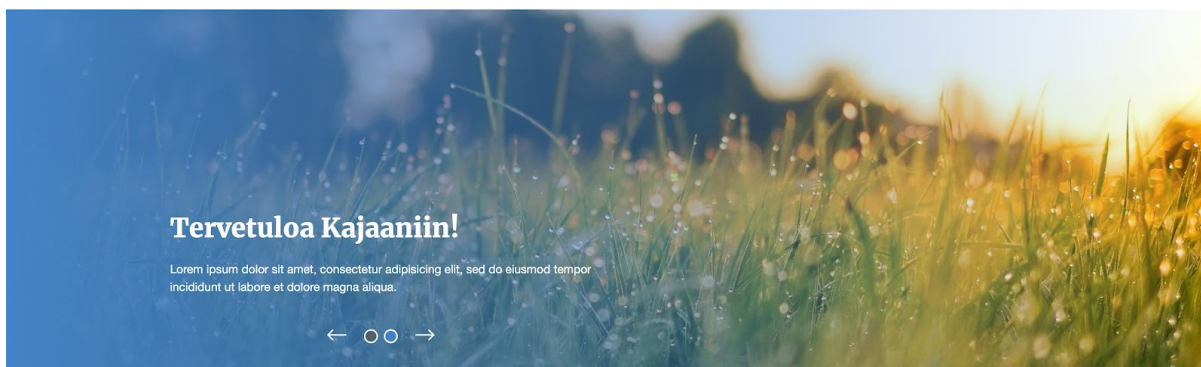 Tervetuloa Kajaaniin!
Lorem ipsum dolor sit amet, consectetur adipisicing elit, sed do eiusmod tempor
incididunt ut labore et dolore magna aliqua.